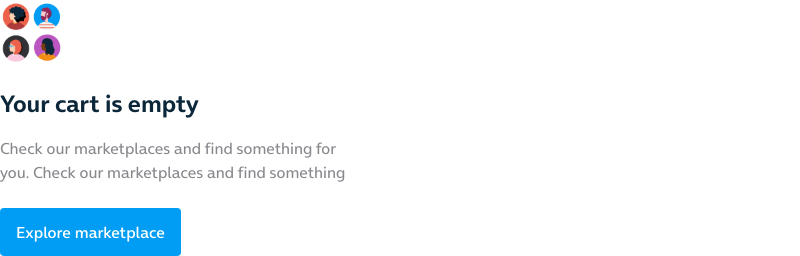 Your cart is empty
Check our marketplaces and find something for
you. Check our marketplaces and find something
Explore marketplace